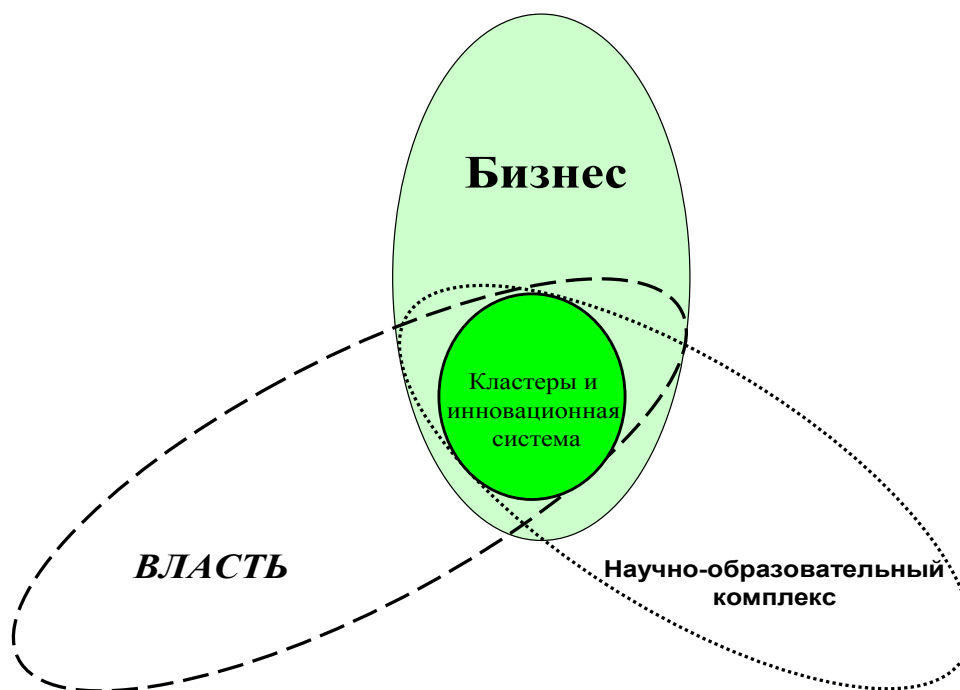 Бизнес
Кластеры и
инновационная
система
ВЛАСТЬ
Научно-образовательный
комплекс